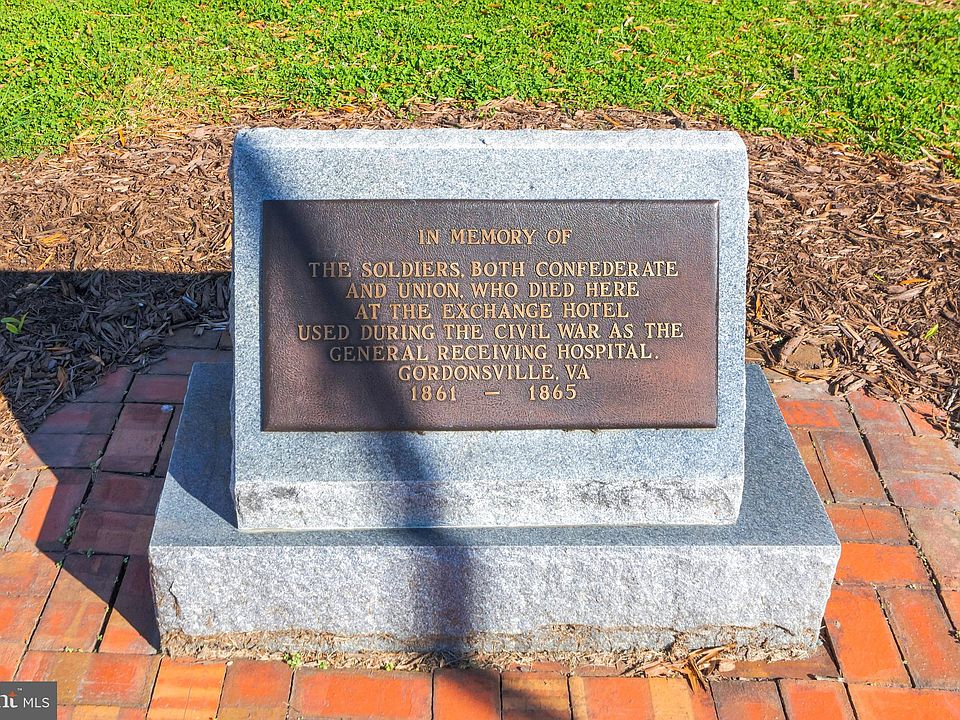 IN MEMORY OF
THE SOLDIERS, BOTH CONFEDERATE
AND UNION, WHO DIED HERE
AT THE EXCHANGE HOTEL
USED DURING THE CIVIL WAR AS THE
GENERAL RECEIVING HOSPITAL.
GORDONSVILLE, VA
1861 — 1865
MLS